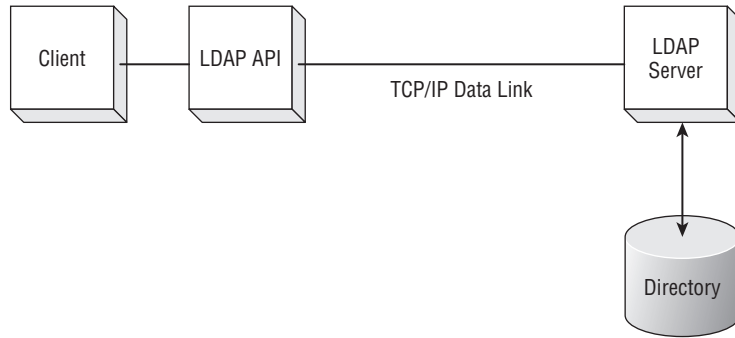 Client
LDAP API
TCP/IP Data Link
LDAP
Server
Directory